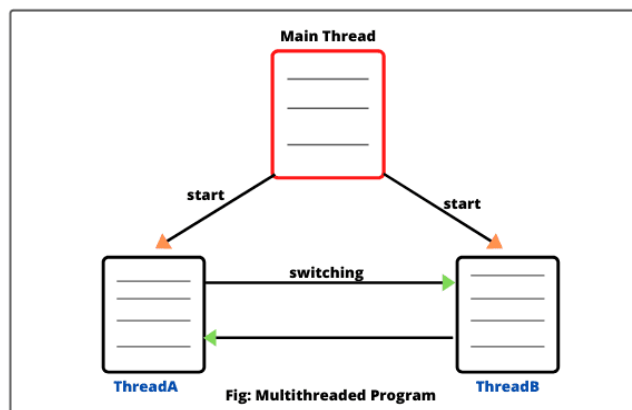 Main Thread
start
start
switching
ThreadA
ThreadB
Fig: Multithreaded Program